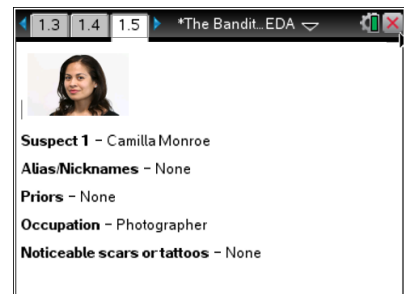 1.3 1.4 1.5 *The Bandit...EDA
Suspect 1 – Camilla Monroe
Alias/Nicknames – None
Priors – None
Occupation – Photographer
Noticeable scars or tattoos – None